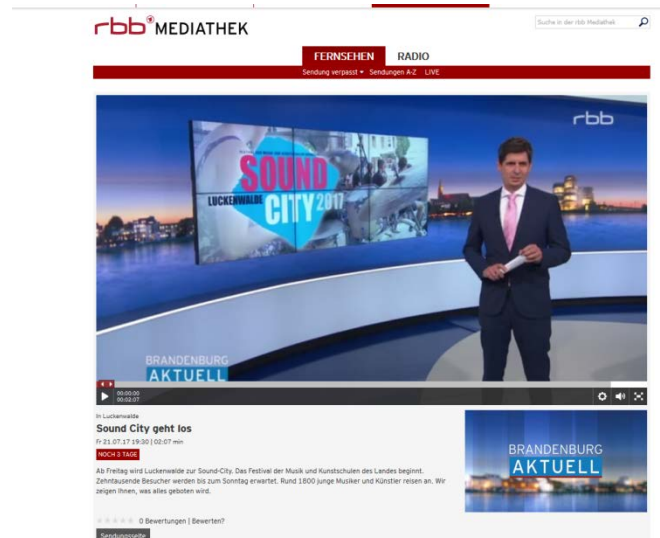 rbb MEDIATHEK
Suche in der rbb Mediathek
FERNSEHEN RADIO
Sendung verpasst Sendungen A-Z LIVE
rbb
SOUND
LUCKENWALDE CITY 2017
BRANDENBURG
AKTUELL
00:00:00
00:02:07
In Luckenwalde
Sound City geht los
Fr 21.07.17 19:30 | 02:07 min
NOCH 3 TAGE
Ab Freitag wird Luckenwalde zur Sound-City. Das Festival der Musik und Kunstschulen des Landes beginnt.
Zehntausende Besucher werden bis zum Sonntag erwartet. Rund 1800 junge Musiker und Künstler reisen an. Wir
zeigen Ihnen, was alles geboten wird.
BRANDENBURG
AKTUELL
0 Bewertungen | Bewerten?
Sendungsseite